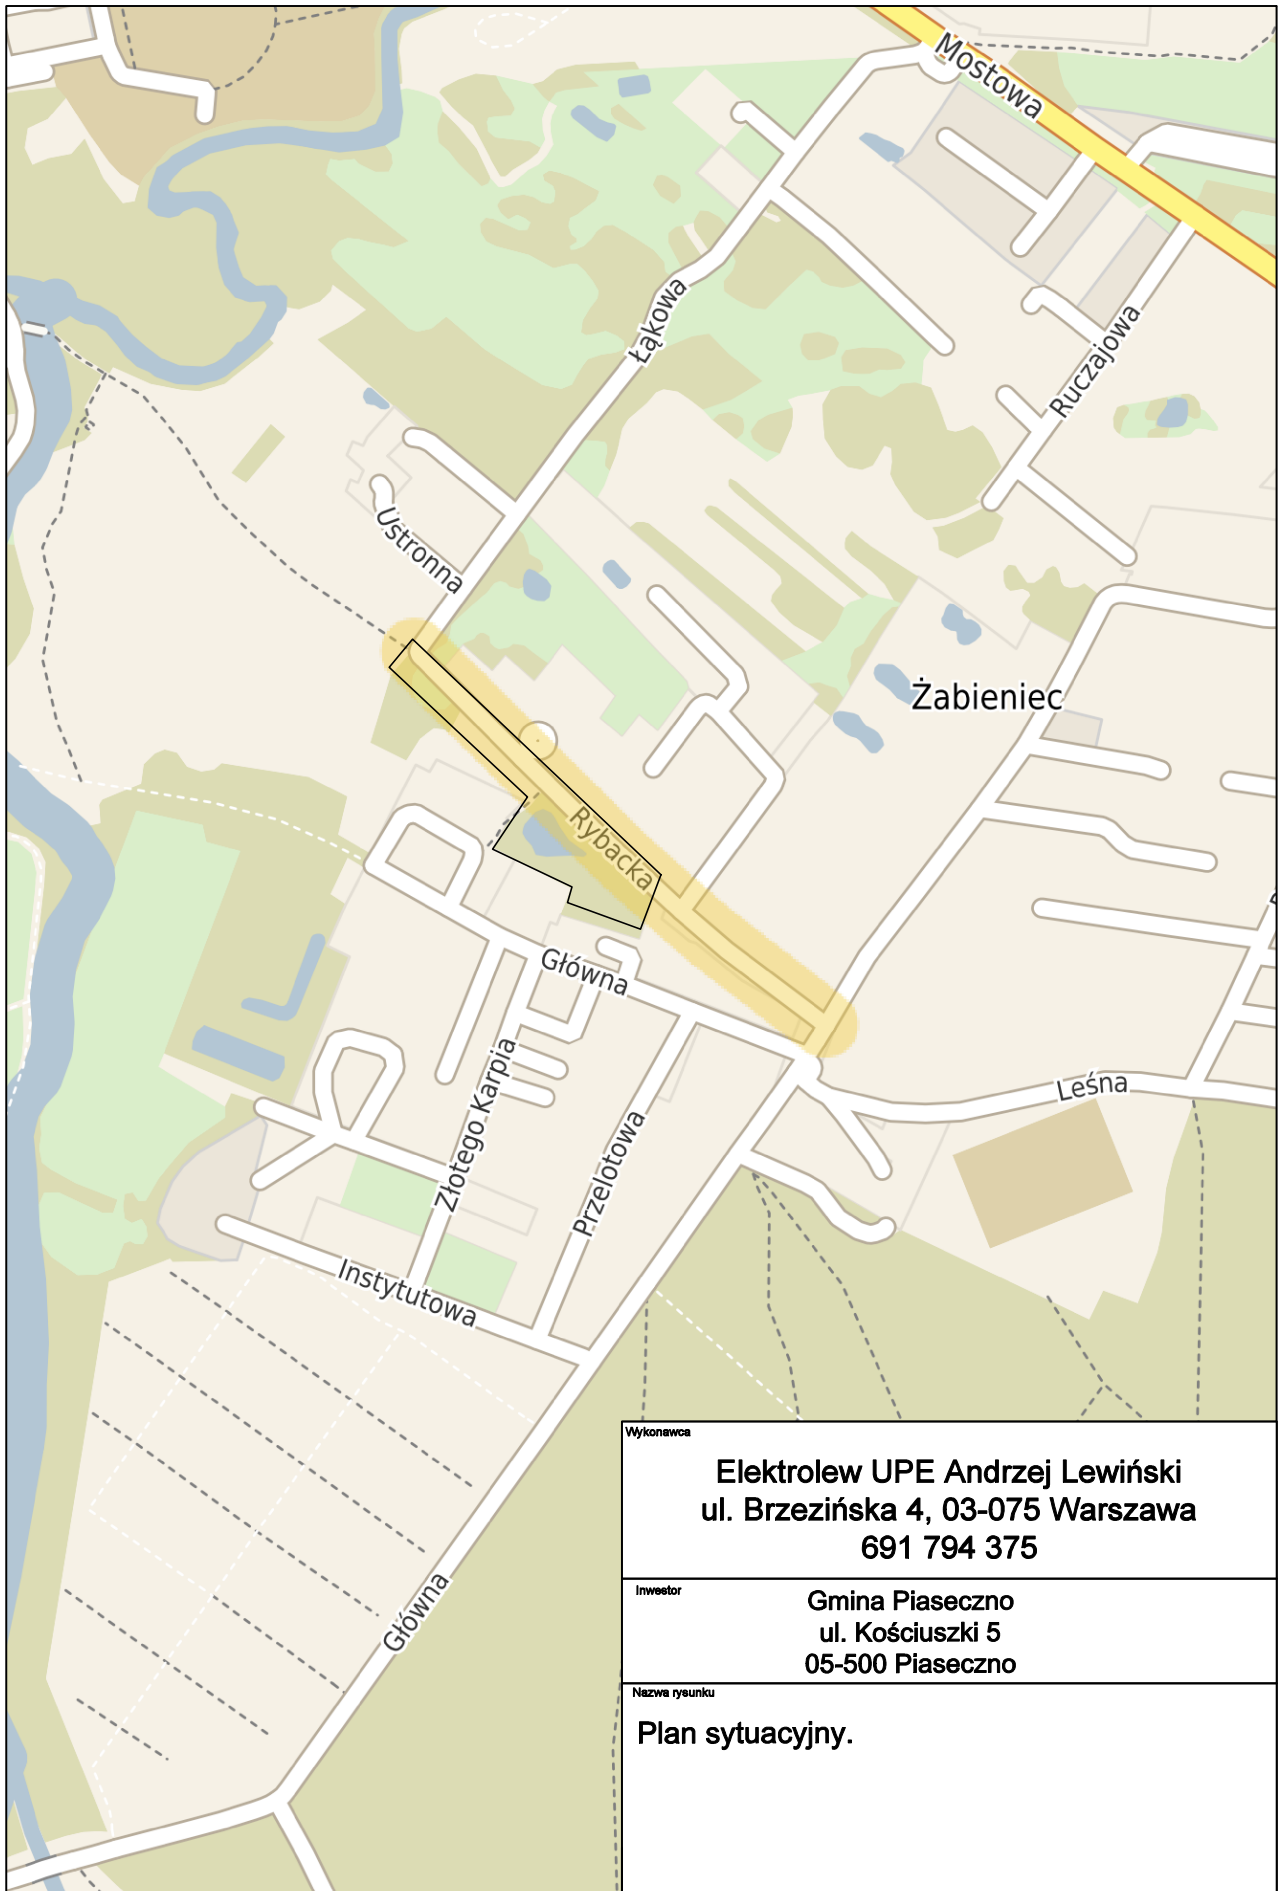 Mostowa
Łąkowa
Ruczajowa
Ustronna
Żabieniec
Rybacka
Główna
Leśna
Złotego Karpia
Przelotowa
Instytutowa
Główna
Wykonawca
Elektrolew UPE Andrzej Lewiński
ul. Brzezińska 4, 03-075 Warszawa
691 794 375
Inwestor
Gmina Piaseczno
ul. Kościuszki 5
05-500 Piaseczno
Nazwa rysunku
Plan sytuacyjny.